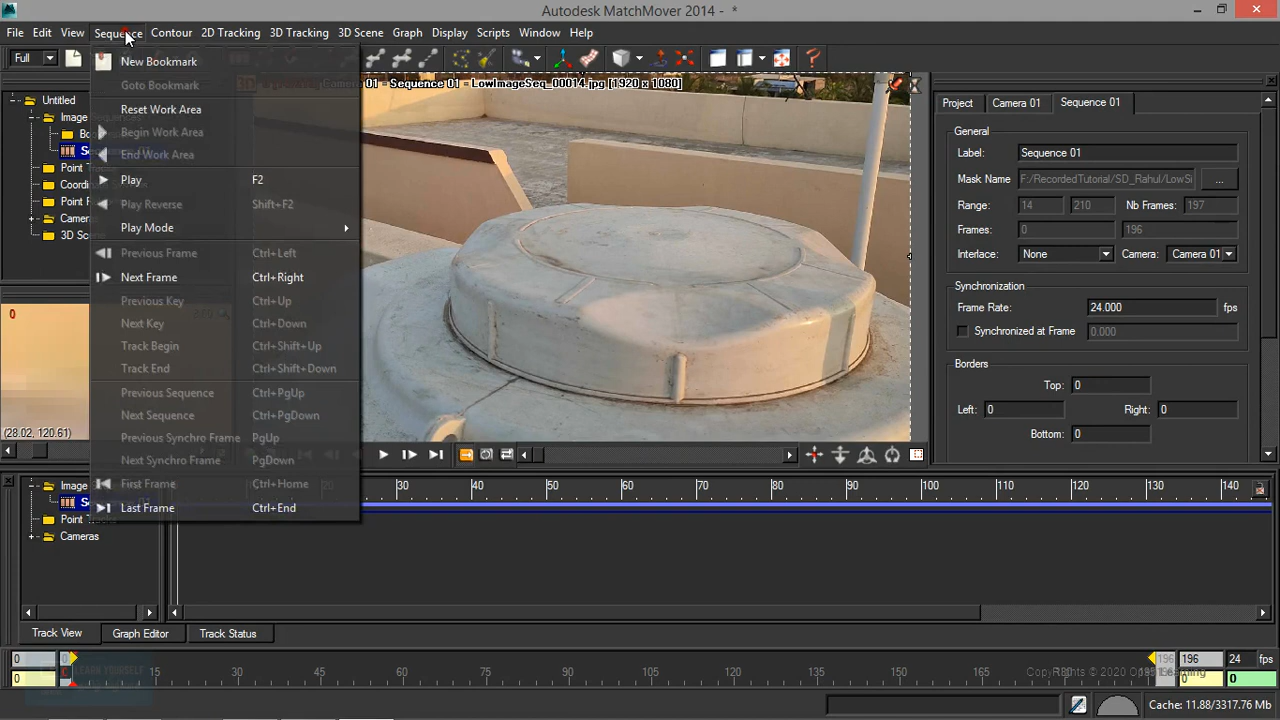 Autodesk MatchMover 2014 - *
File Edit View Sequence Contour 2D Tracking 3D Tracking 3D Scene Graph Display Scripts Window Help
Full
New Bookmark
Goto Bookmark
Reset Work Area
Begin Work Area
End Work Area
Play F2
Play Reverse Shift+F2
Play Mode
Previous Frame Ctrl+Left
Next Frame Ctrl+Right
Previous Key Ctrl+Up
Next Key Ctrl+Down
Track Begin Ctrl+Shift+Up
Track End Ctrl+Shift+Down
Previous Sequence Ctrl+PgUp
Next Sequence Ctrl+PgDown
Previous Synchro Frame PgUp
Next Synchro Frame PgDown
First Frame Ctrl+Home
Last Frame Ctrl+End
Untitled
Image
Point
Point
Camera
3D Sc
0
(28.02, 120.61)
01 - Sequence 01 - LowImageSeq_00014.jpg [1920 x 1080]
Project Camera 01 Sequence 01
General
Label: Sequence 01
Mask Name F:/RecordedTutorial/SD_Rahul/LowSi ...
Range: 14 210 Nb Frames: 197
Frames: 0 196
Interlace: None Camera: Camera 01
Synchronization
Frame Rate: 24.000 fps
Synchronized at Frame 0.000
Borders
Top: 0
Left: 0 Right: 0
Bottom: 0
Image
Point
Cameras
30 40 50 60 70 80 90 100 110 120 130 140
Track View Graph Editor Track Status
0 0 196 196 24 fps
15 30 45 60 75 90 105 120 135 150 165 180
0 0 0
LEARN YOURSELF
Cache: 11.88/3317.76 Mb